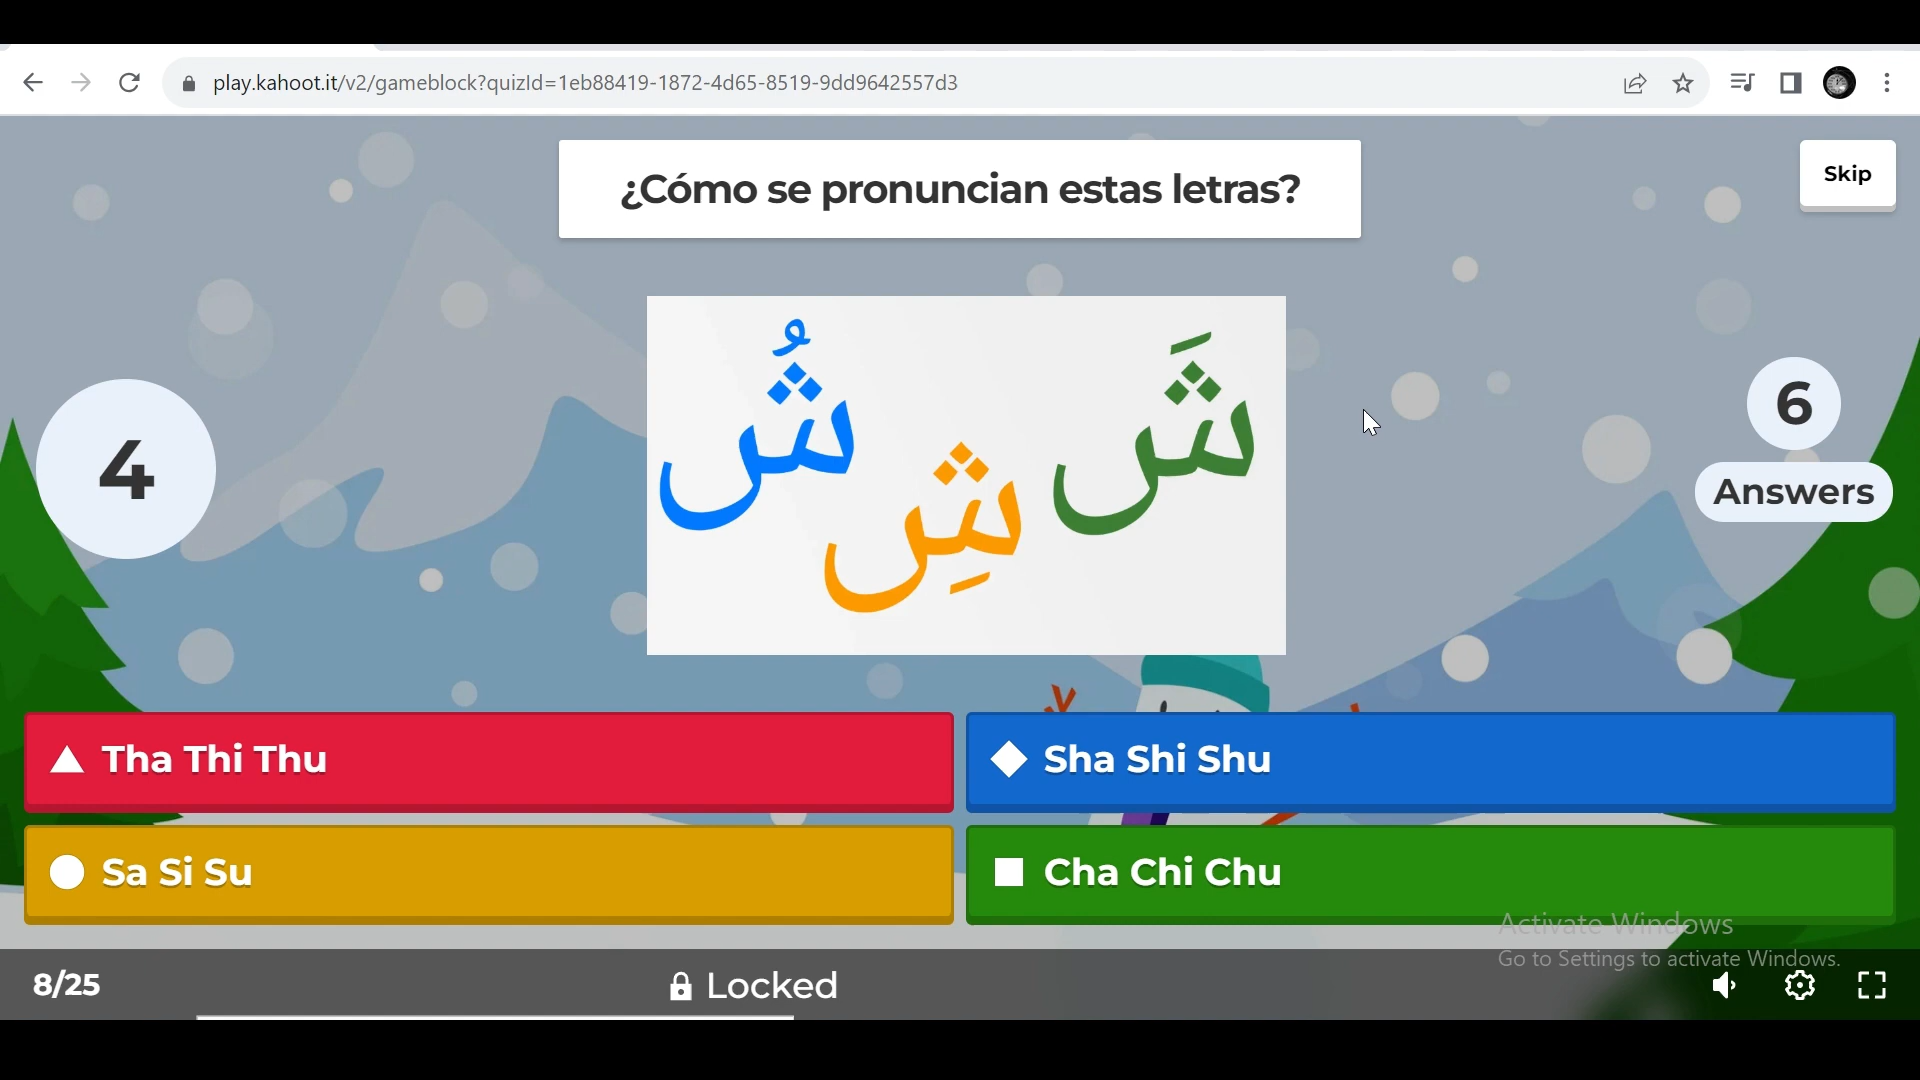 play.kahoot.it/v2/gameblock?quizId=1eb88419-1872-4d65-8519-9dd9642557d3
¿Cómo se pronuncian estas letras?
Skip
شَ شِ شُ
4
6
Answers
Tha Thi Thu
Sha Shi Shu
Sa Si Su
Cha Chi Chu
Activate Windows
Go to Settings to activate Windows.
8/25
Locked